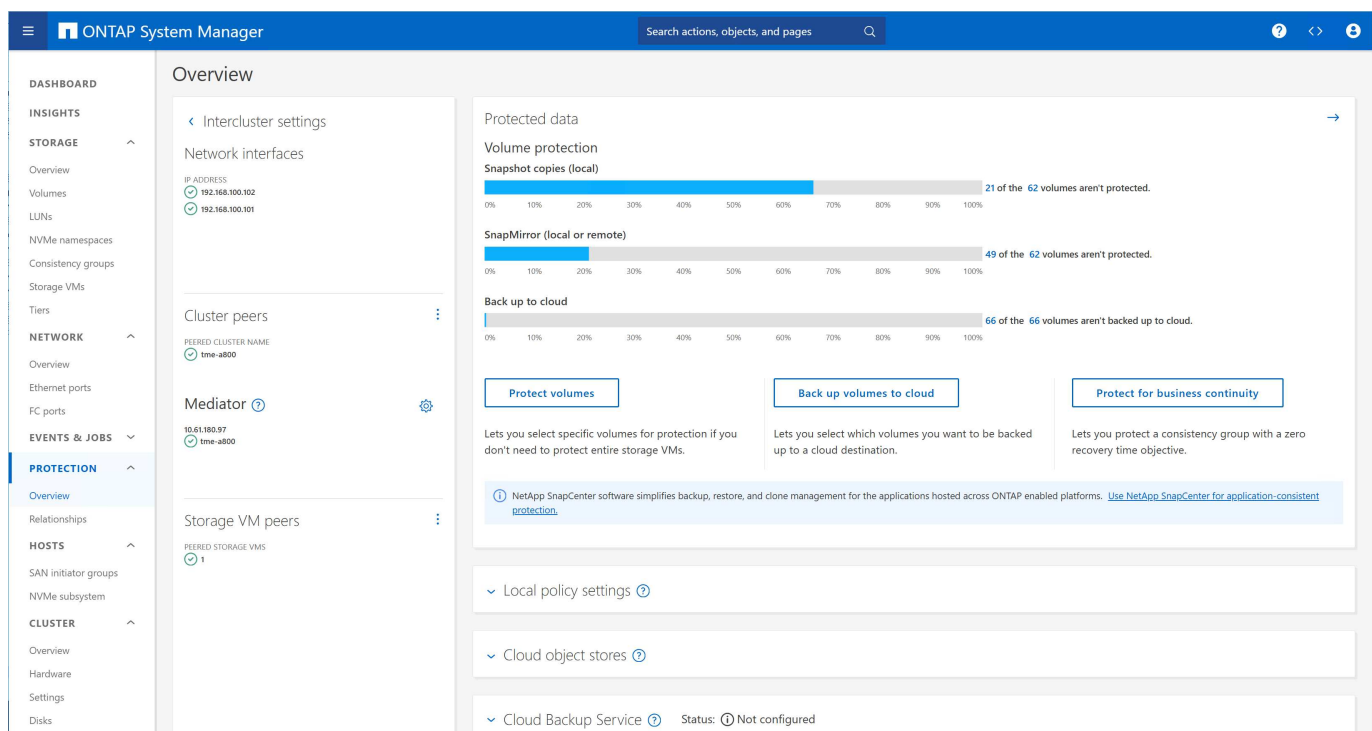 ONTAP System Manager
Search actions, objects, and pages
DASHBOARD
INSIGHTS
STORAGE
Overview
Volumes
LUNs
NVMe namespaces
Consistency groups
Storage VMs
Tiers
NETWORK
Overview
Ethernet ports
FC ports
EVENTS & JOBS
PROTECTION
Overview
Relationships
HOSTS
SAN initiator groups
NVMe subsystem
CLUSTER
Overview
Hardware
Settings
Disks
Overview
Intercluster settings
Network interfaces
IP ADDRESS
192.168.100.102
192.168.100.101
Cluster peers
PEERED CLUSTER NAME
tme-a800
Mediator
10.61.180.97
tme-a800
Storage VM peers
PEERED STORAGE VMS
1
Protected data
Volume protection
Snapshot copies (local)
21 of the 62 volumes aren't protected.
0% 10% 20% 30% 40% 50% 60% 70% 80% 90% 100%
SnapMirror (local or remote)
49 of the 62 volumes aren't protected.
0% 10% 20% 30% 40% 50% 60% 70% 80% 90% 100%
Back up to cloud
66 of the 66 volumes aren't backed up to cloud.
0% 10% 20% 30% 40% 50% 60% 70% 80% 90% 100%
Protect volumes
Lets you select specific volumes for protection if you
don't need to protect entire storage VMs.
Back up volumes to cloud
Lets you select which volumes you want to be backed
up to a cloud destination.
Protect for business continuity
Lets you protect a consistency group with a zero
recovery time objective.
NetApp SnapCenter software simplifies backup, restore, and clone management for the applications hosted across ONTAP enabled platforms. Use NetApp SnapCenter for application-consistent
protection.
Local policy settings
Cloud object stores
Cloud Backup Service Status: Not configured